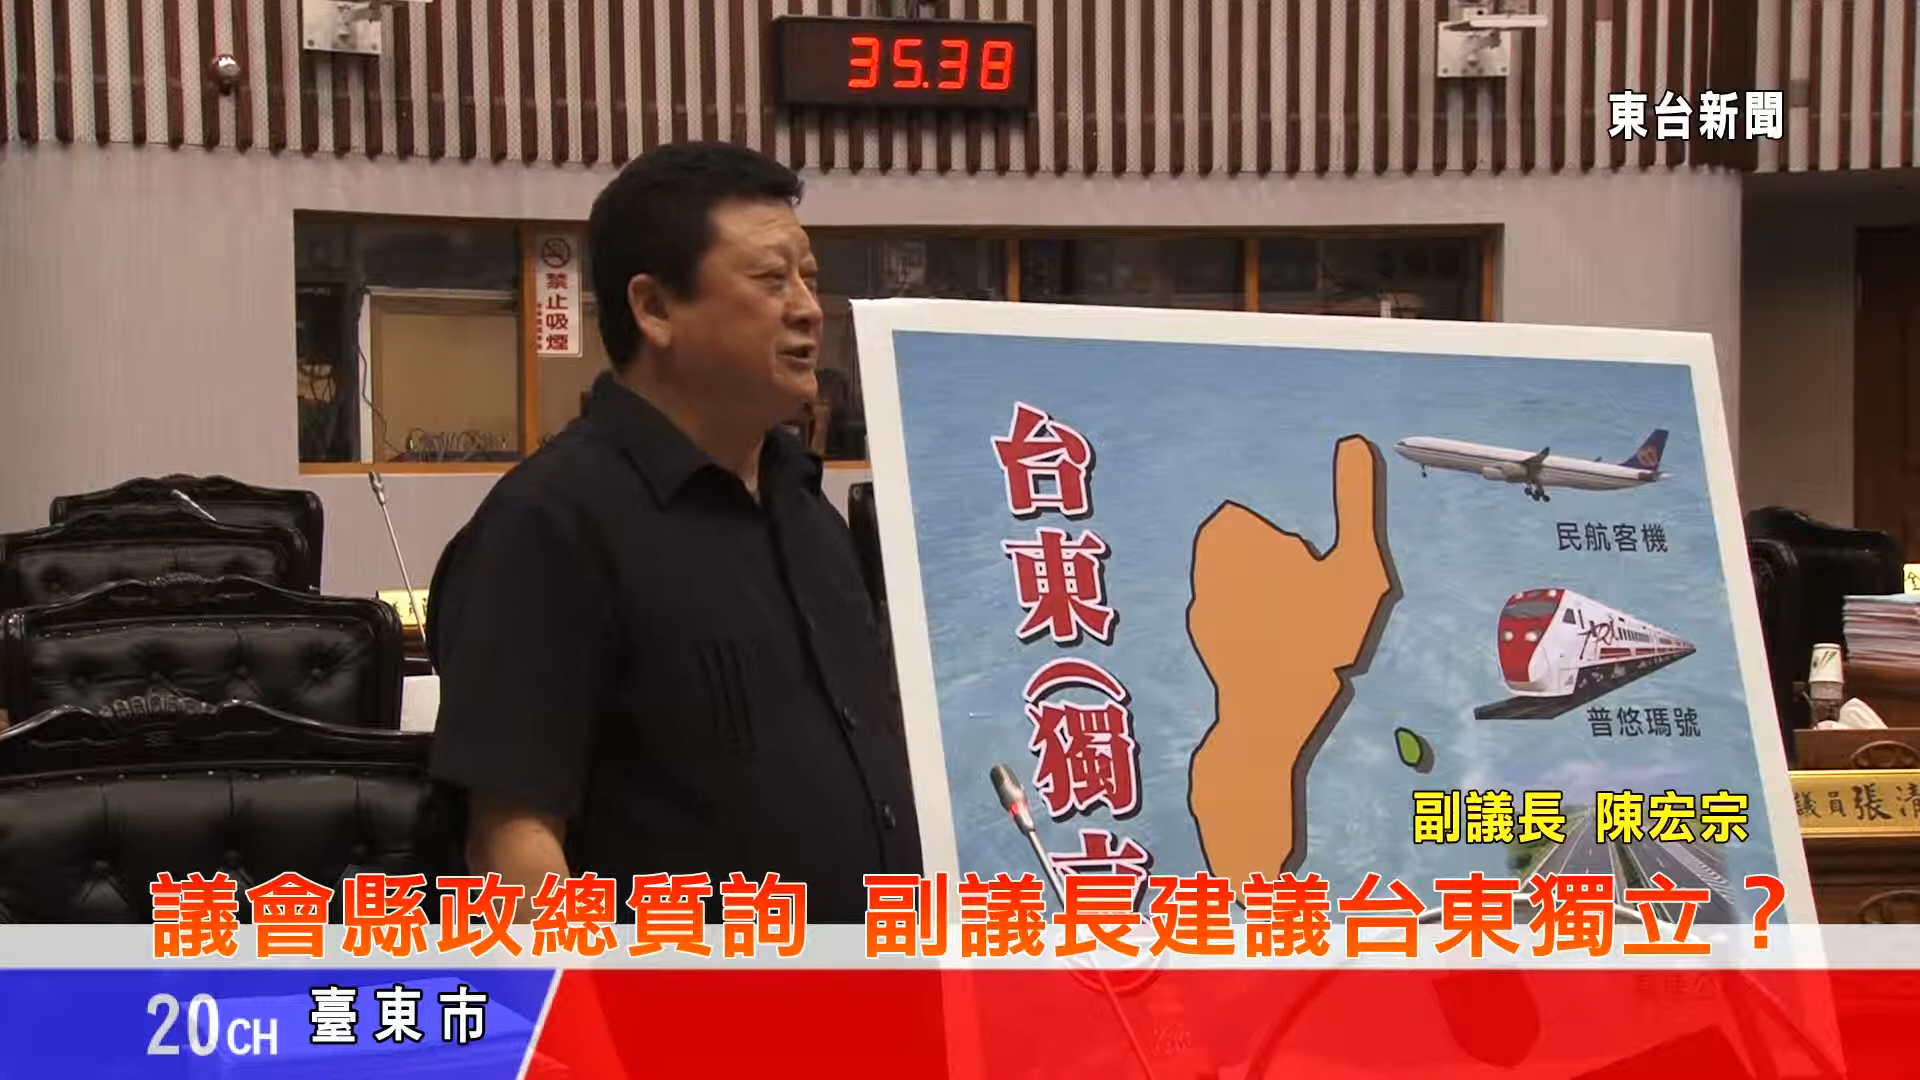 35.38
東台新聞
禁止吸煙
台東(獨立
民航客機
普悠瑪號
副議長 陳宏宗
議員張清
議會縣政總質詢 副議長建議台東獨立？
20CH 臺東市